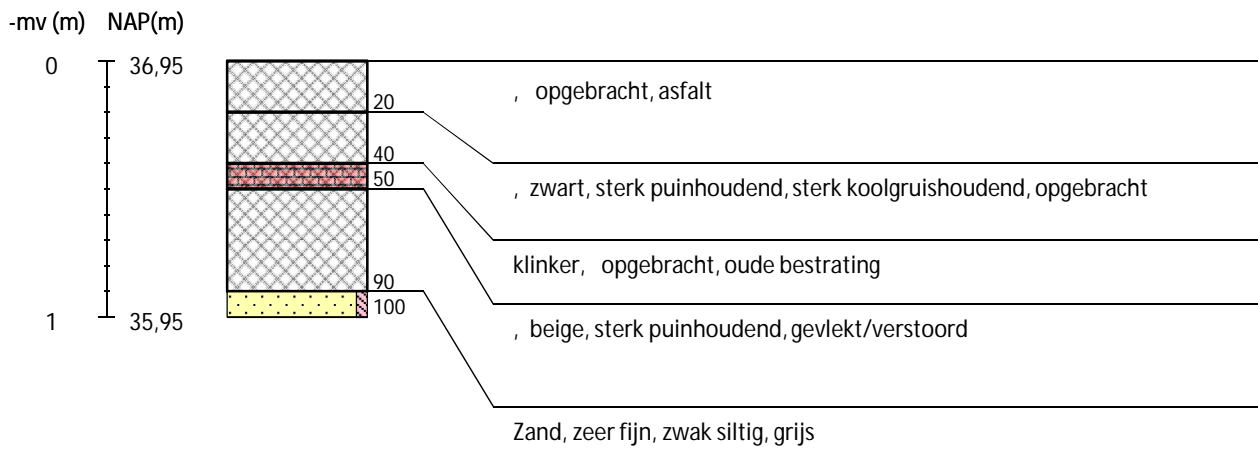 -mv (m) NAP(m)
0 36,95
, opgebracht, asfalt
20
40
, zwart, sterk puinhoudend, sterk koolgruishoudend, opgebracht
50
klinker, opgebracht, oude bestrating
90
100
1 35,95
, beige, sterk puinhoudend, gevlekt/verstoord
Zand, zeer fijn, zwak siltig, grijs